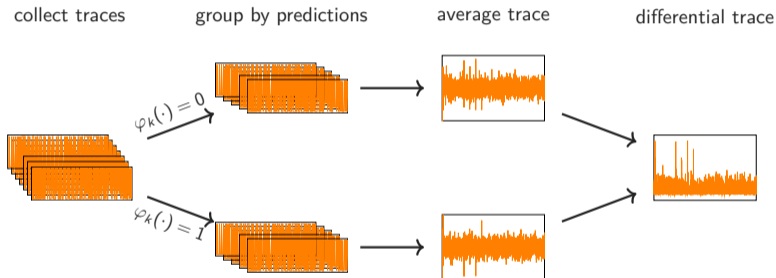 collect traces
group by predictions
average trace
differential trace
φₖ(·) = 0
φₖ(·) = 1